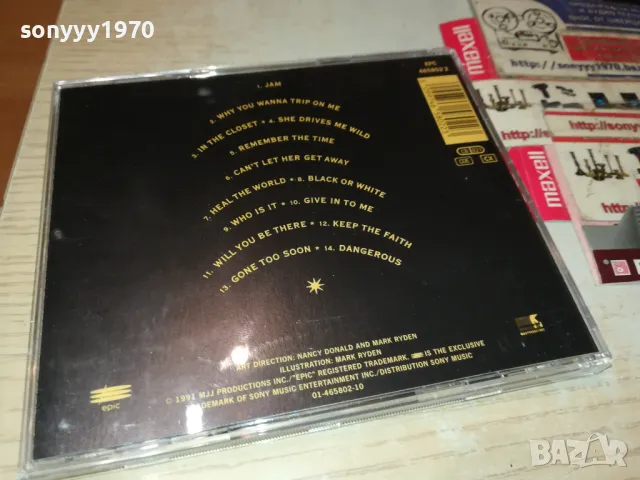 sonyyy1970
EPC
465802 2
1. JAM
2. WHY YOU WANNA TRIP ON ME
3. IN THE CLOSET • 4. SHE DRIVES ME WILD
5. REMEMBER THE TIME
6. CAN'T LET HER GET AWAY
7. HEAL THE WORLD • 8. BLACK OR WHITE
9. WHO IS IT • 10. GIVE IN TO ME
11. WILL YOU BE THERE • 12. KEEP THE FAITH
13. GONE TOO SOON • 14. DANGEROUS
ART DIRECTION: NANCY DONALD AND MARK RYDEN
ILLUSTRATION: MARK RYDEN
© 1991 MJJ PRODUCTIONS INC./"EPIC" REGISTERED TRADEMARK. IS THE EXCLUSIVE
TRADEMARK OF SONY MUSIC ENTERTAINMENT INC./DISTRIBUTION SONY MUSIC
01-465802-10
epic
maxell
maxell
maxell
http://sonyyy1970.ba
http://
http://so
BAZAR
bg